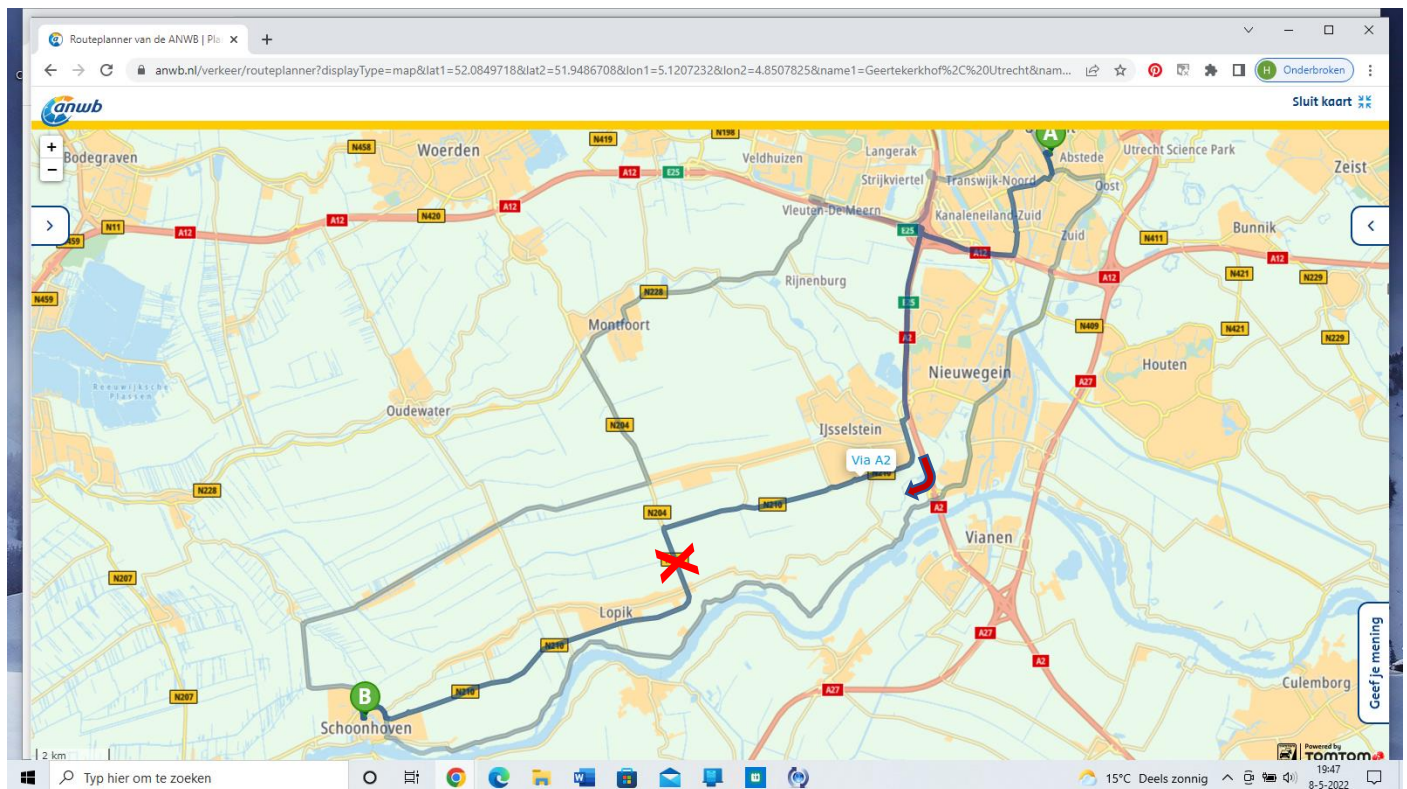 Routeplanner van de ANWB | Pla
anwb.nl/verkeer/routeplanner?displayType=map&lat1=52.0849718&lat2=51.9486708&lon1=5.1207232&lon2=4.8507825&name1=Geertekerkhof%2C%20Utrecht&nam...
H Onderbroken
anwb
Sluit kaart
+
−
Bodegraven
N458
Woerden
N419
N198
Veldhuizen
Langerak
A
Abstede
Utrecht Science Park
Zeist
A12
E25
Strijkviertel
Transwijk-Noord
Oost
N459
N11
A12
A12
N420
A12
Vleuten-De Meern
E25
Kanaleneiland-Zuid
Zuid
A12
N411
Bunnik
A12
N459
N228
Rijnenburg
A12
N421
N229
Montfoort
A2
N409
N421
N229
Reeuwijksche
Plassen
Oudewater
Nieuwegein
A27
Houten
N204
IJsselstein
Via A2
N210
N228
N204
N210
A2
Vianen
N207
Lopik
N210
A27
A2
N207
B
N210
A27
Culemborg
Schoonhoven
Geef je mening
2 km
Powered by
TOMTOM
Typ hier om te zoeken
15°C Deels zonnig
19:47
8-5-2022